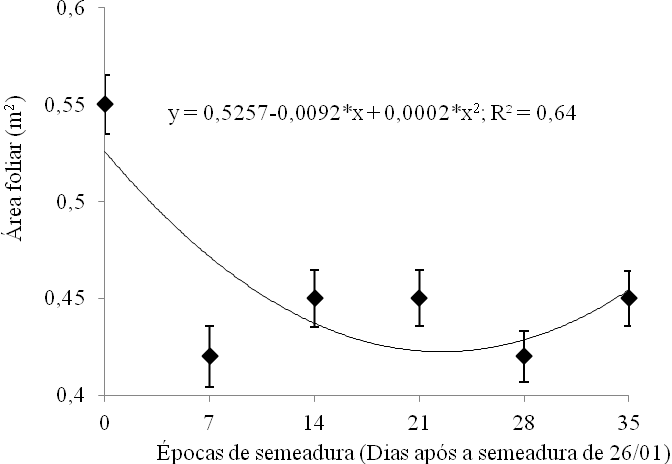 0,6
y = 0,5257-0,0092*x + 0,0002*x²; R² = 0,64
0,55
0,5
0,45
0,4
Área foliar (m²)
0 7 14 21 28 35
Épocas de semeadura (Dias após a semeadura de 26/01)